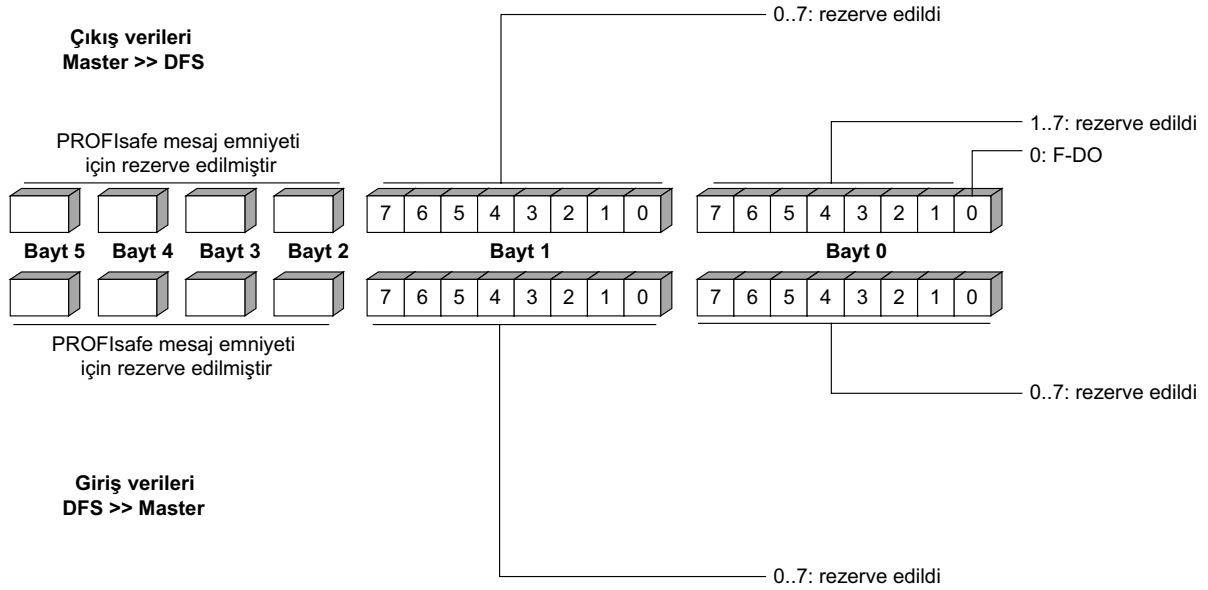 0..7: rezerve edildi
Çıkış verileri
Master >> DFS
1..7: rezerve edildi
PROFIsafe mesaj emniyeti
için rezerve edilmiştir
0: F-DO
7 6 5 4 3 2 1 0 7 6 5 4 3 2 1 0
Bayt 5 Bayt 4 Bayt 3 Bayt 2 Bayt 1 Bayt 0
7 6 5 4 3 2 1 0 7 6 5 4 3 2 1 0
PROFIsafe mesaj emniyeti
için rezerve edilmiştir
0..7: rezerve edildi
Giriş verileri
DFS >> Master
0..7: rezerve edildi